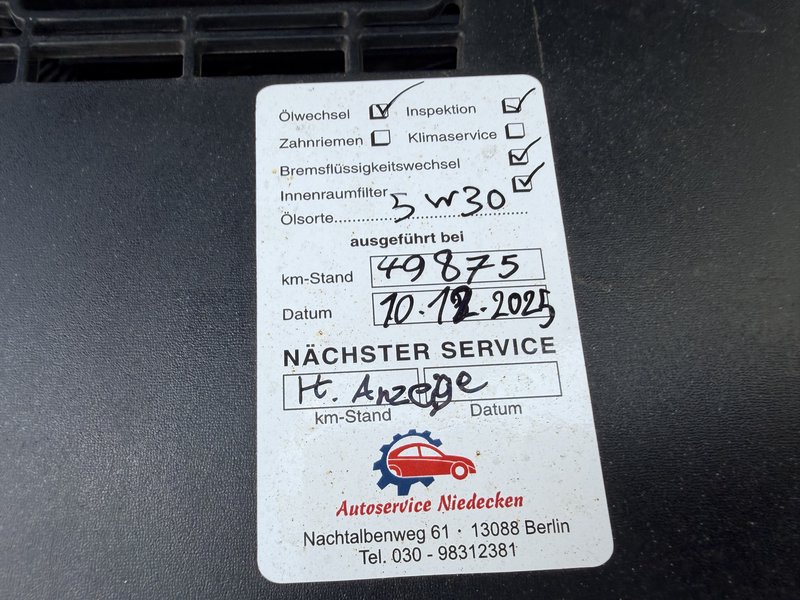 Ölwechsel Inspektion
Zahnriemen Klimaservice
Bremsflüssigkeitswechsel
Innenraumfilter
Ölsorte.....5W30.....
ausgeführt bei
km-Stand 49875
Datum 10.12.2025
NÄCHSTER SERVICE
lt. Anzeige
km-Stand Datum
Autoservice Niedecken
Nachtalbenweg 61 · 13088 Berlin
Tel. 030 - 98312381